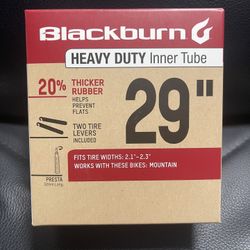 Blackburn
HEAVY DUTY Inner Tube
20% THICKER
RUBBER
HELPS
PREVENT
FLATS
TWO TIRE
LEVERS
INCLUDED
29"
FITS TIRE WIDTHS: 2.1"-2.3"
WORKS WITH THESE BIKES: MOUNTAIN
PRESTA